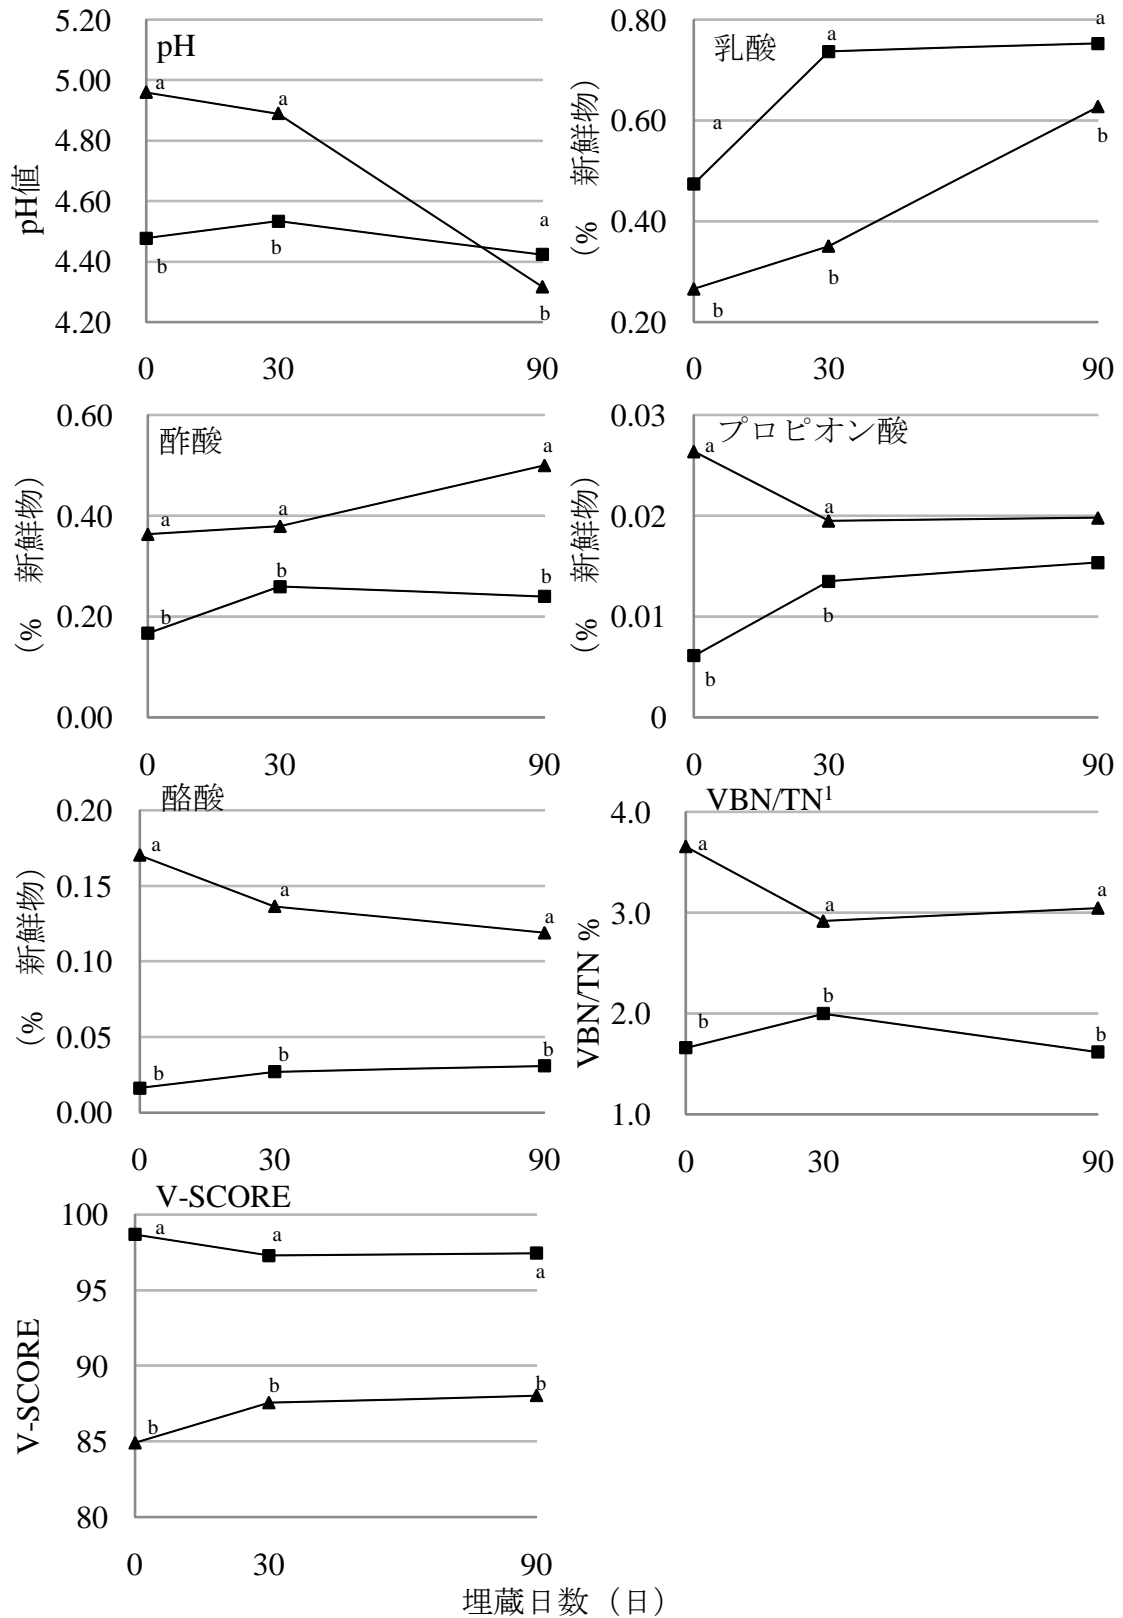 pH
5.20
5.00
4.80
4.60
4.40
4.20
pH値
a
a
a
b
b
b
0
30
90
乳酸
0.80
0.60
0.40
0.20
(% 新鮮物)
a
a
a
b
b
b
0
30
90
酢酸
0.60
0.40
0.20
0.00
(% 新鮮物)
a
a
a
b
b
b
0
30
90
プロピオン酸
0.03
0.02
0.01
0
(% 新鮮物)
a
a
b
b
0
30
90
酪酸
0.20
0.15
0.10
0.05
0.00
(% 新鮮物)
a
a
a
b
b
b
0
30
90
VBN/TN¹
4.0
3.0
2.0
1.0
VBN/TN %
a
a
a
b
b
b
0
30
90
V-SCORE
100
95
90
85
80
V-SCORE
a
a
a
b
b
b
0
30
90
埋蔵日数（日）